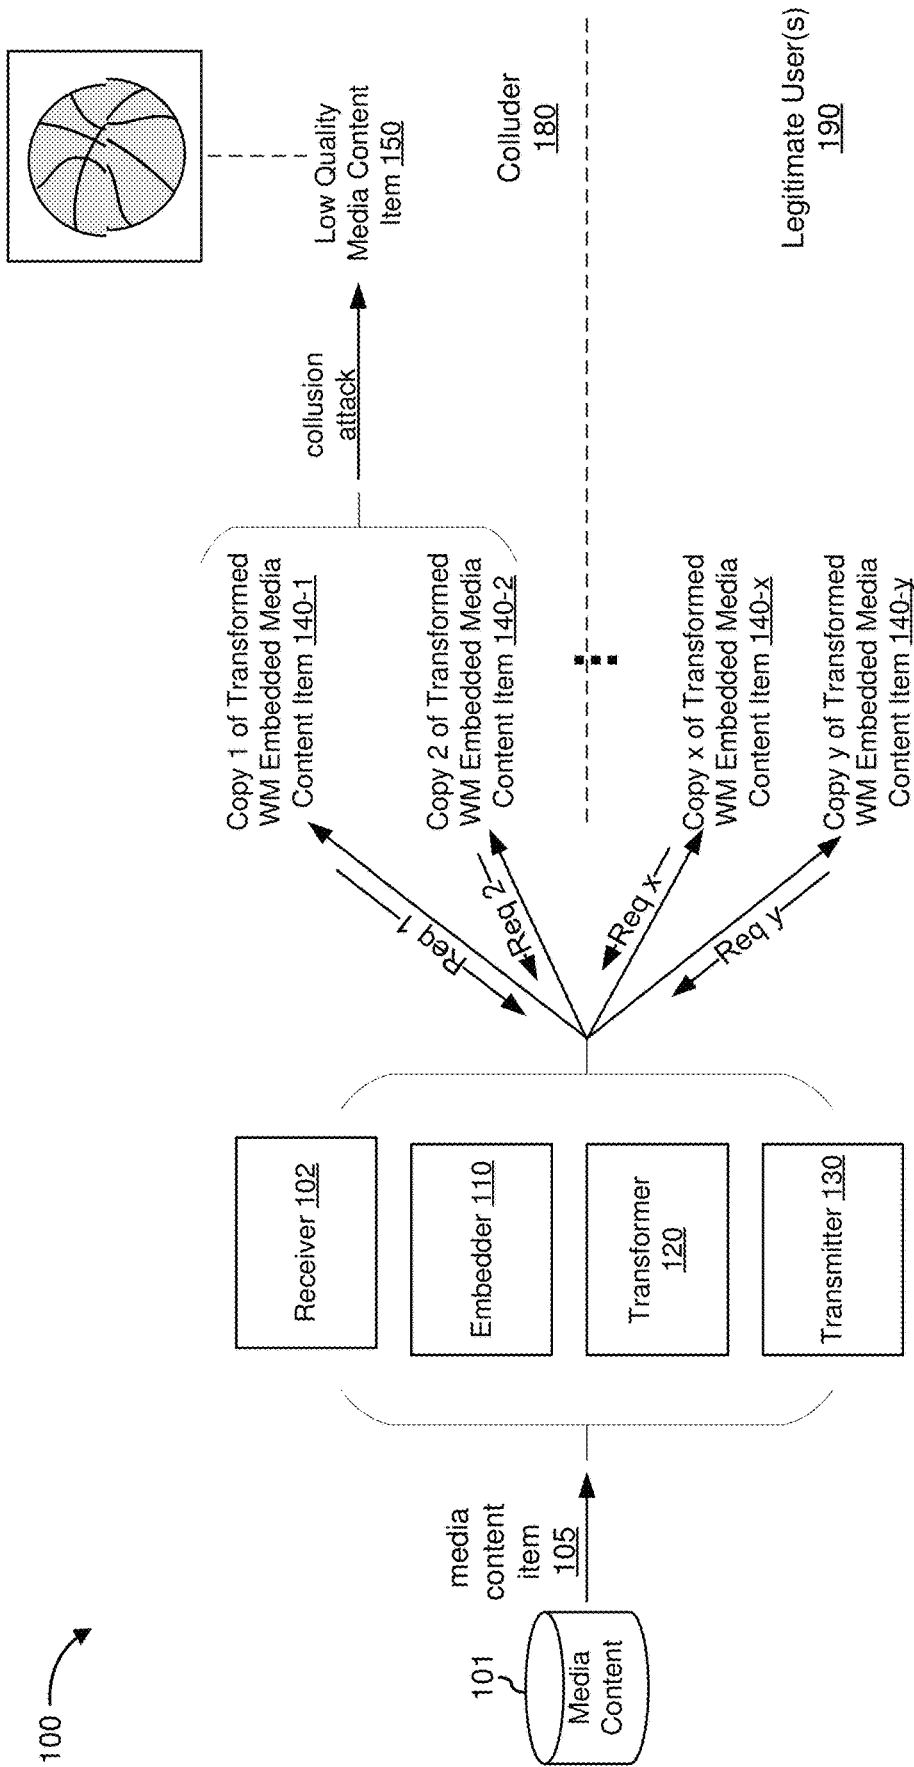 100
101
Media
Content
media
content
item
105
Receiver 102
Embedder 110
Transformer
120
Transmitter 130
Req 1
Req 2
Req x
Req y
Copy 1 of Transformed
WM Embedded Media
Content Item 140-1
Copy 2 of Transformed
WM Embedded Media
Content Item 140-2
Copy x of Transformed
WM Embedded Media
Content Item 140-x
Copy y of Transformed
WM Embedded Media
Content Item 140-y
collusion
attack
Low Quality
Media Content
Item 150
Colluder
180
Legitimate User(s)
190